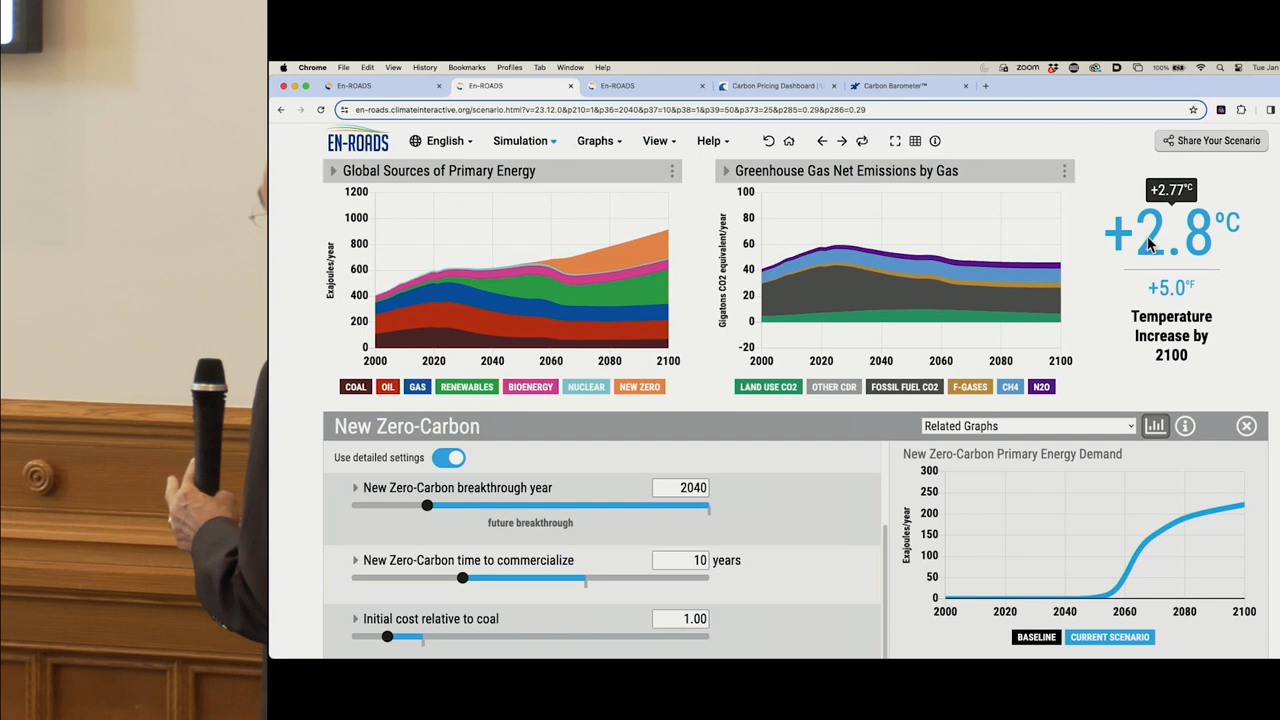 Chrome File Edit View History Bookmarks Profiles Tab Window Help zoom 100% Tue Jan
En-ROADS En-ROADS En-ROADS Carbon Pricing Dashboard | Carbon Barometer™
en-roads.climateinteractive.org/scenario.html?v=23.12.0&p210=1&p36=2040&p37=10&p38=1&p39=50&p373=25&p285=0.29&p286=0.29
EN-ROADS English Simulation Graphs View Help Share Your Scenario
Global Sources of Primary Energy
1200
1000
800
600
400
200
0
Exajoules/year
2000 2020 2040 2060 2080 2100
COAL OIL GAS RENEWABLES BIOENERGY NUCLEAR NEW ZERO
Greenhouse Gas Net Emissions by Gas
100
80
60
40
20
0
-20
Gigatons CO2 equivalent/year
2000 2020 2040 2060 2080 2100
LAND USE CO2 OTHER CDR FOSSIL FUEL CO2 F-GASES CH4 N2O
+2.77°C
+2.8°C
+5.0°F
Temperature
Increase by
2100
New Zero-Carbon
Related Graphs
Use detailed settings
New Zero-Carbon breakthrough year 2040
future breakthrough
New Zero-Carbon time to commercialize 10 years
Initial cost relative to coal 1.00
New Zero-Carbon Primary Energy Demand
300
250
200
150
100
50
0
Exajoules/year
2000 2020 2040 2060 2080 2100
BASELINE CURRENT SCENARIO